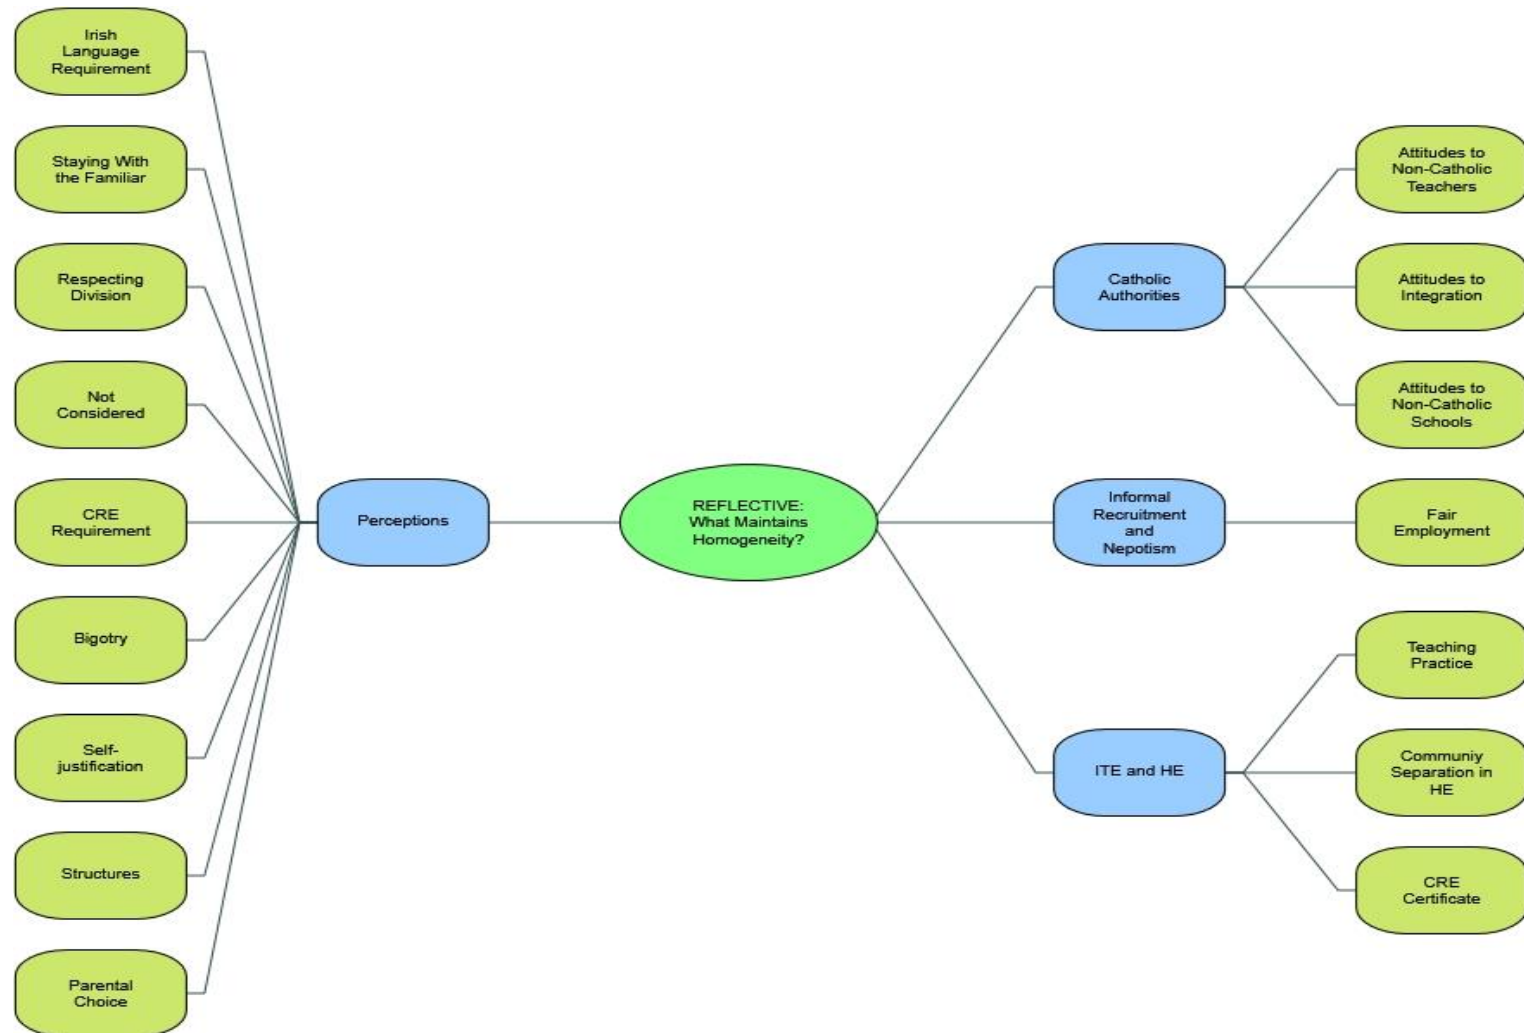 Irish
Language
Requirement
Staying With
the Familiar
Respecting
Division
Not
Considered
CRE
Requirement
Bigotry
Self-
justification
Structures
Parental
Choice
Perceptions
REFLECTIVE:
What Maintains
Homogeneity?
Catholic
Authorities
Informal
Recruitment
and
Nepotism
ITE and HE
Attitudes to
Non-Catholic
Teachers
Attitudes to
Integration
Attitudes to
Non-Catholic
Schools
Fair
Employment
Teaching
Practice
Communiy
Separation in
HE
CRE
Certificate